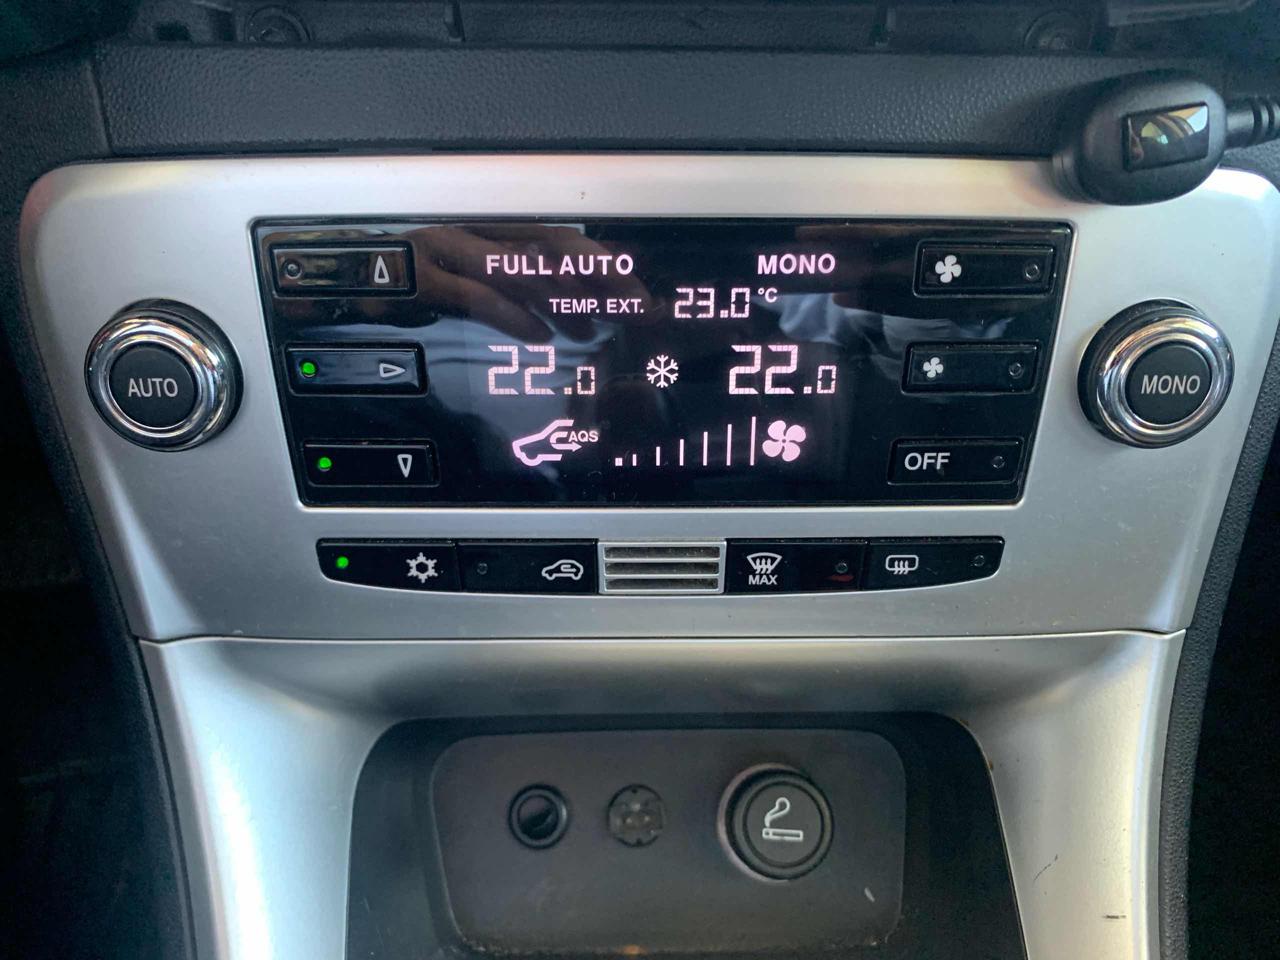 FULL AUTO MONO
TEMP. EXT. 23.0 °C
22.0 22.0
AUTO
MONO
AQS
OFF
MAX